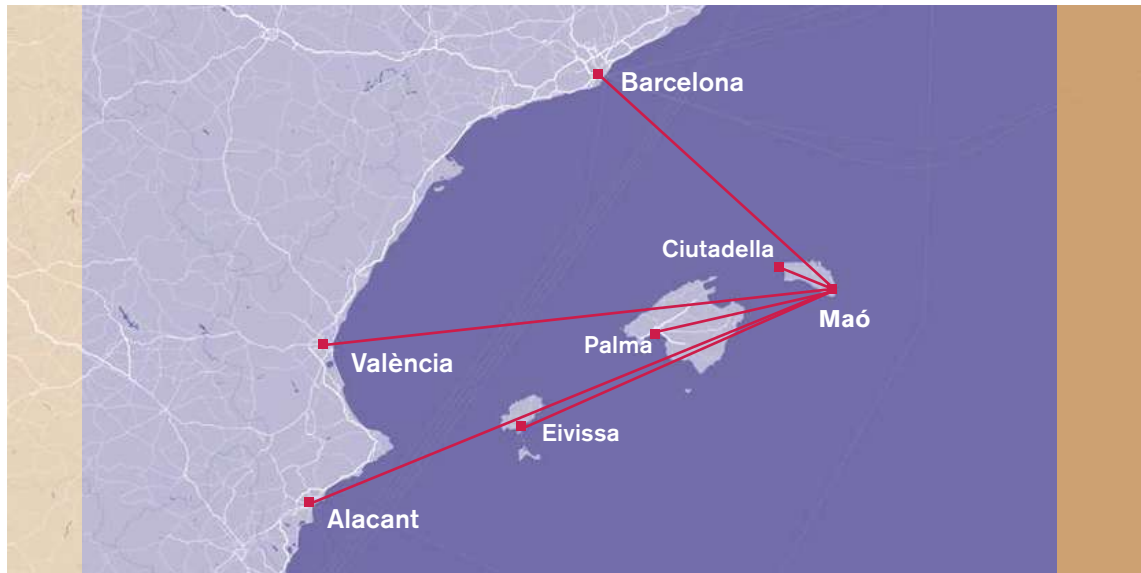 Barcelona
Ciutadella
Maó
Palma
València
Eivissa
Alacant